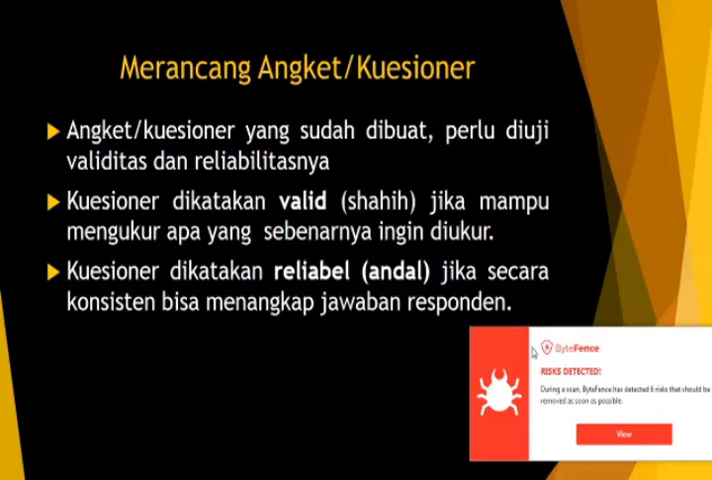 Merancang Angket/Kuesioner
Angket/kuesioner yang sudah dibuat, perlu diuji
validitas dan reliabilitasnya
Kuesioner dikatakan valid (shahih) jika mampu
mengukur apa yang sebenarnya ingin diukur.
Kuesioner dikatakan reliabel (andal) jika secara
konsisten bisa menangkap jawaban responden.
ByteFence
RISKS DETECTED!
During a scan, ByteFence has detected 6 risks that should be
removed as soon as possible.
View